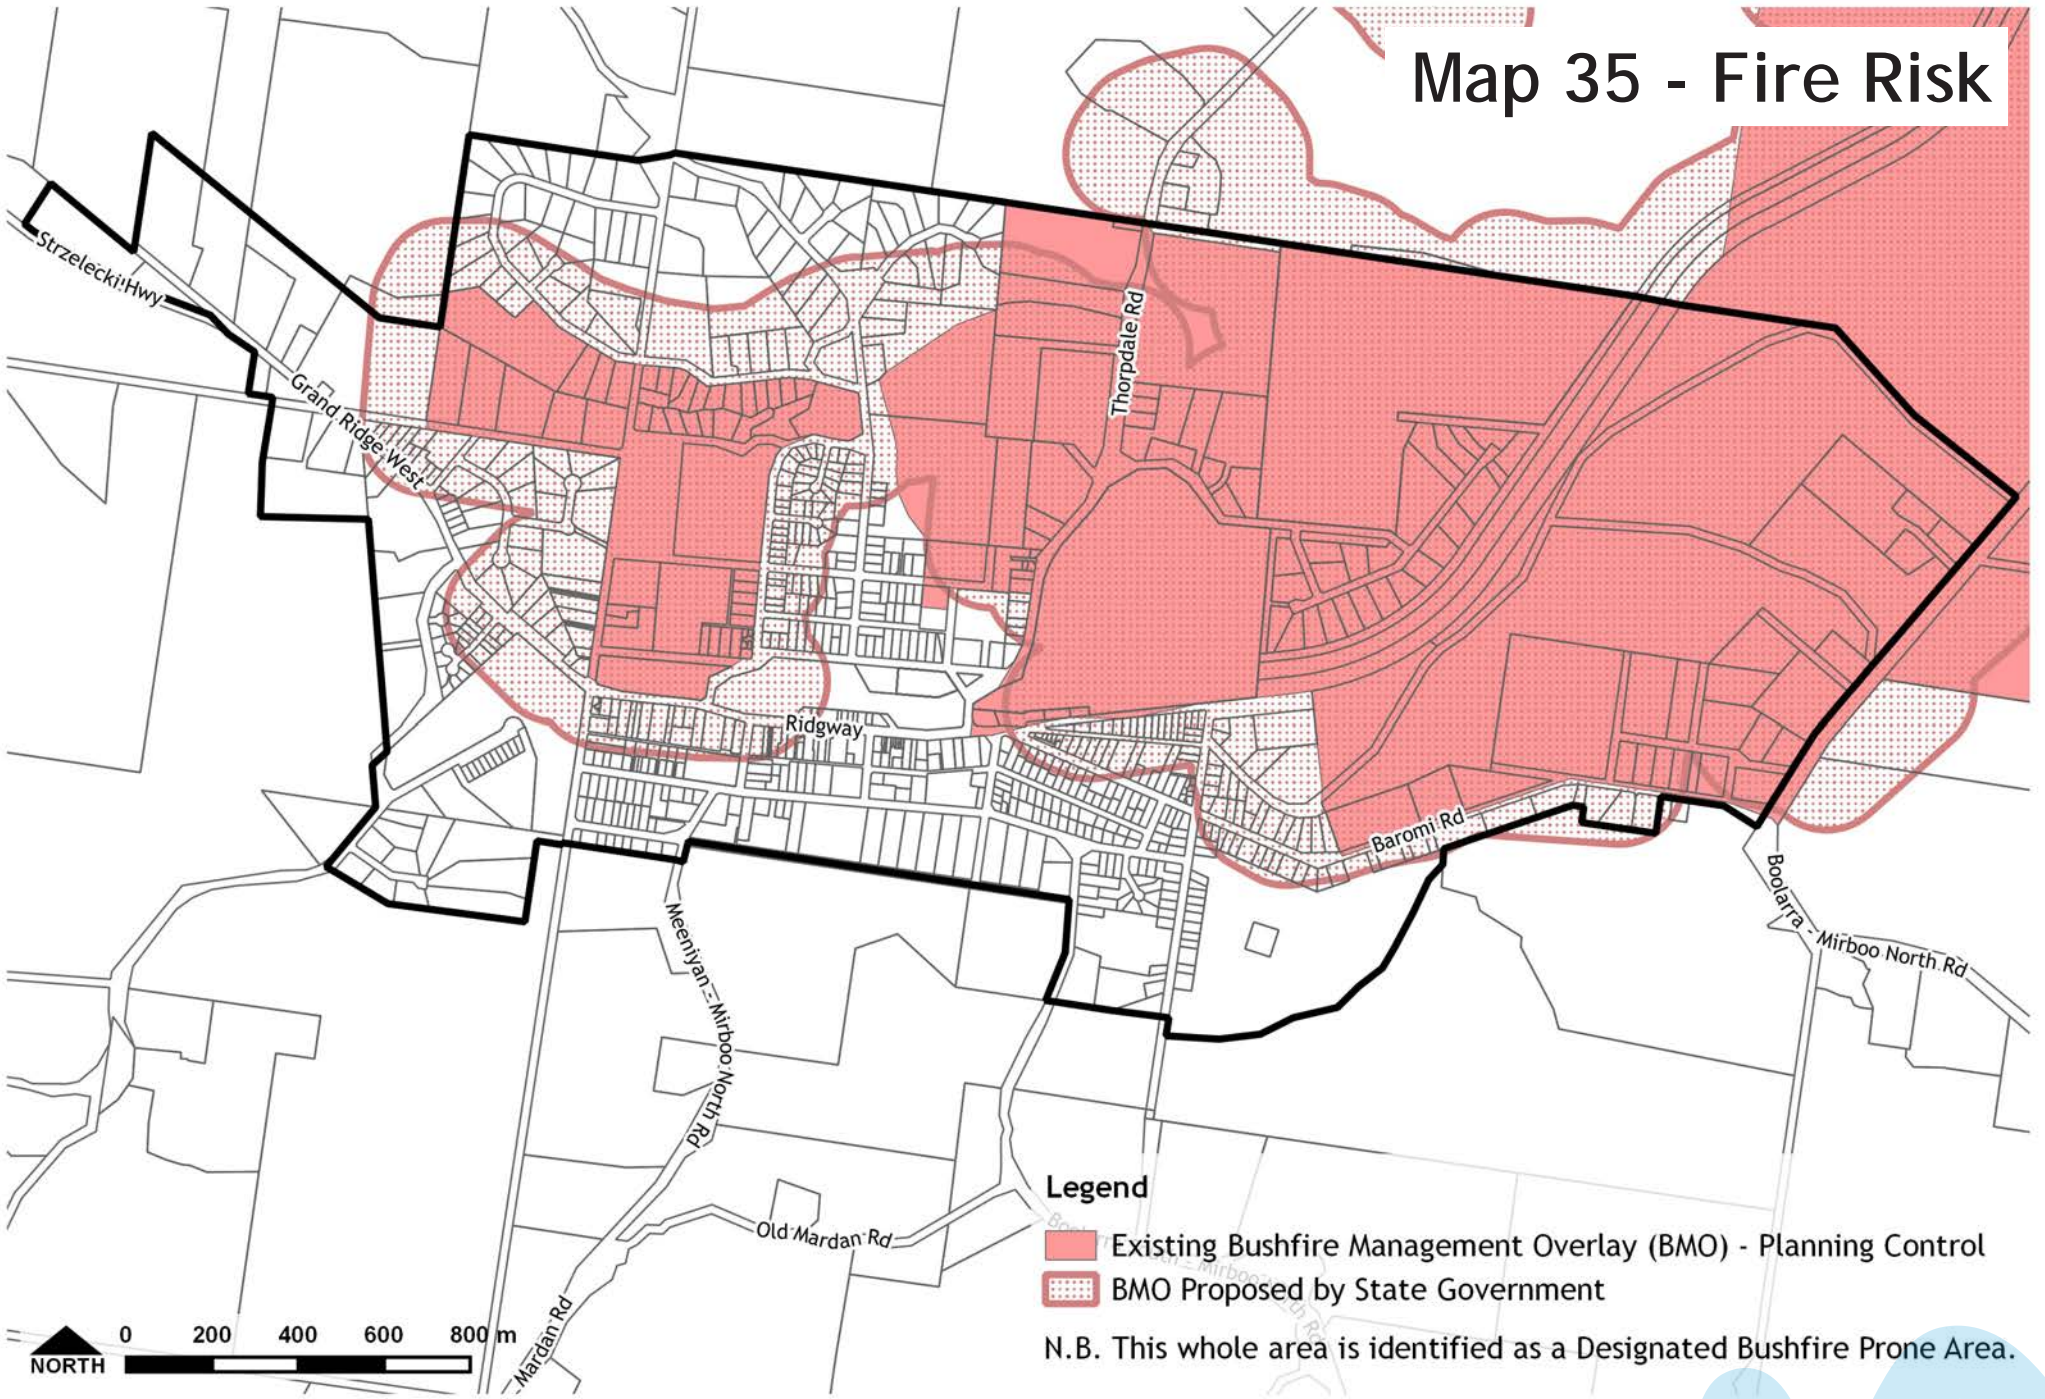 Map 35 - Fire Risk
Strzelecki Hwy
Grand Ridge West
Thorpdale Rd
Ridgway
Baromi Rd
Boolarra - Mirboo North Rd
Meeniyan - Mirboo North Rd
Old Mardan Rd
Mardan Rd
Legend
Existing Bushfire Management Overlay (BMO) - Planning Control
BMO Proposed by State Government
N.B. This whole area is identified as a Designated Bushfire Prone Area.
0 200 400 600 800 m
NORTH